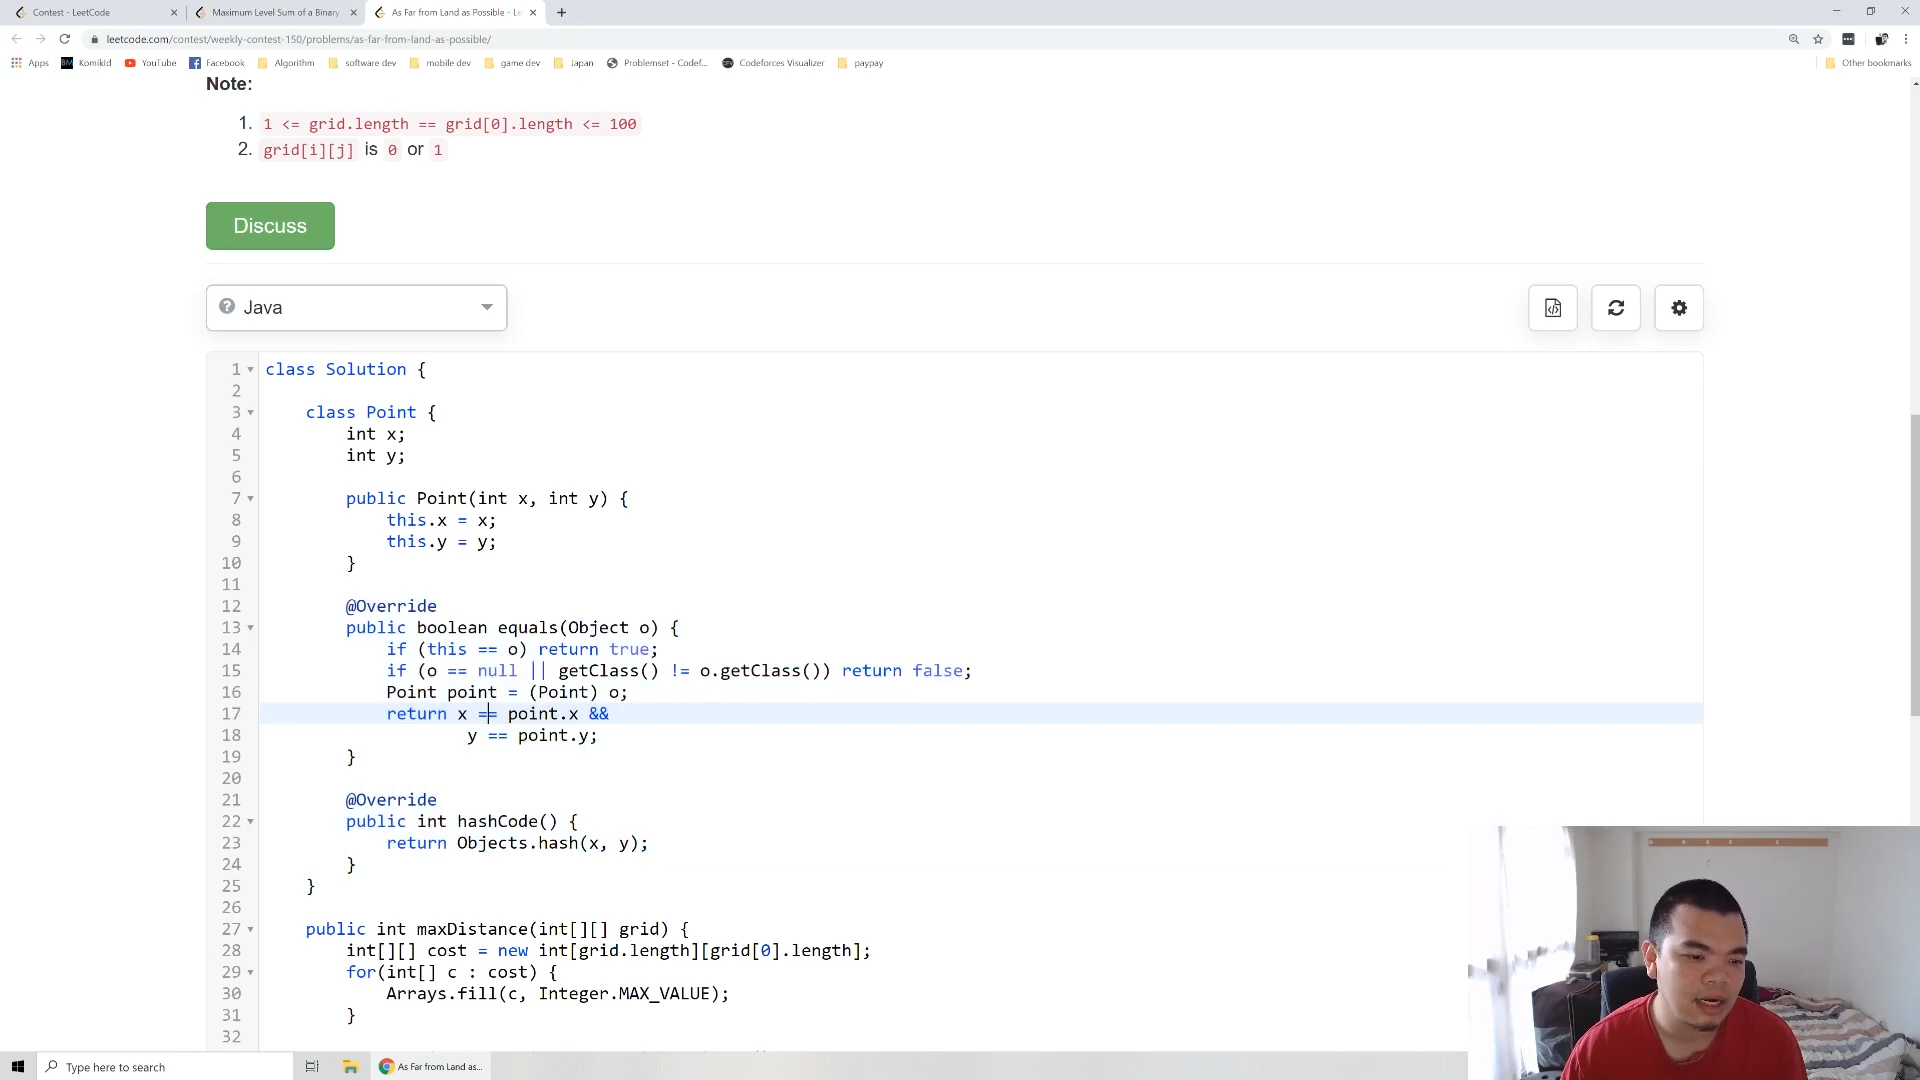 Contest - LeetCode
Maximum Level Sum of a Binary
As Far from Land as Possible - Le
leetcode.com/contest/weekly-contest-150/problems/as-far-from-land-as-possible/
Apps
KomikId
YouTube
Facebook
Algorithm
software dev
mobile dev
game dev
Japan
Problemset - Codef...
Codeforces Visualizer
paypay
Other bookmarks
Note:
1. 1 <= grid.length == grid[0].length <= 100
2. grid[i][j] is 0 or 1
Discuss
Java
1 class Solution {
2
3 class Point {
4 int x;
5 int y;
6
7 public Point(int x, int y) {
8 this.x = x;
9 this.y = y;
10 }
11
12 @Override
13 public boolean equals(Object o) {
14 if (this == o) return true;
15 if (o == null || getClass() != o.getClass()) return false;
16 Point point = (Point) o;
17 return x == point.x &&
18 y == point.y;
19 }
20
21 @Override
22 public int hashCode() {
23 return Objects.hash(x, y);
24 }
25 }
26
27 public int maxDistance(int[][] grid) {
28 int[][] cost = new int[grid.length][grid[0].length];
29 for(int[] c : cost) {
30 Arrays.fill(c, Integer.MAX_VALUE);
31 }
32
Type here to search
As Far from Land as...